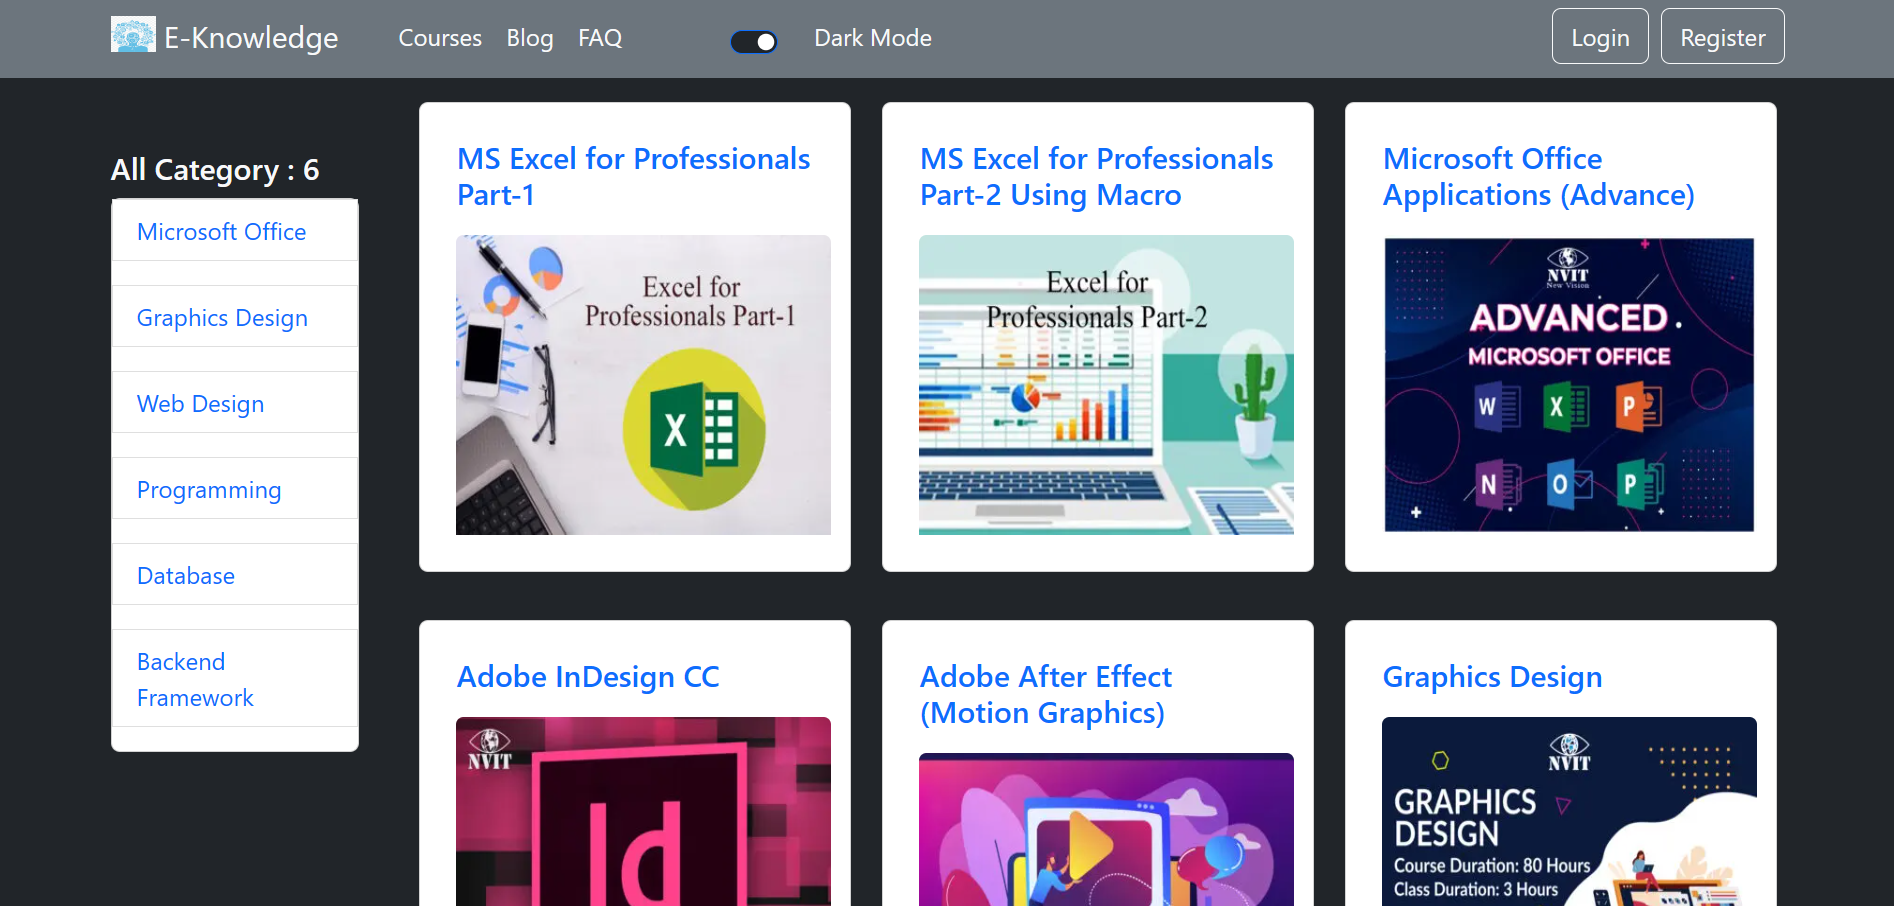 E-Knowledge
Courses
Blog
FAQ
Dark Mode
Login
Register
All Category : 6
Microsoft Office
Graphics Design
Web Design
Programming
Database
Backend
Framework
MS Excel for Professionals
Part-1
Excel for
Professionals Part-1
X
MS Excel for Professionals
Part-2 Using Macro
Excel for
Professionals Part-2
Microsoft Office
Applications (Advance)
NVIT
New Vision
ADVANCED
MICROSOFT OFFICE
W
X
P
N
O
P
Adobe InDesign CC
NVIT
Id
Adobe After Effect
(Motion Graphics)
Graphics Design
NVIT
GRAPHICS
DESIGN
Course Duration: 80 Hours
Class Duration: 3 Hours